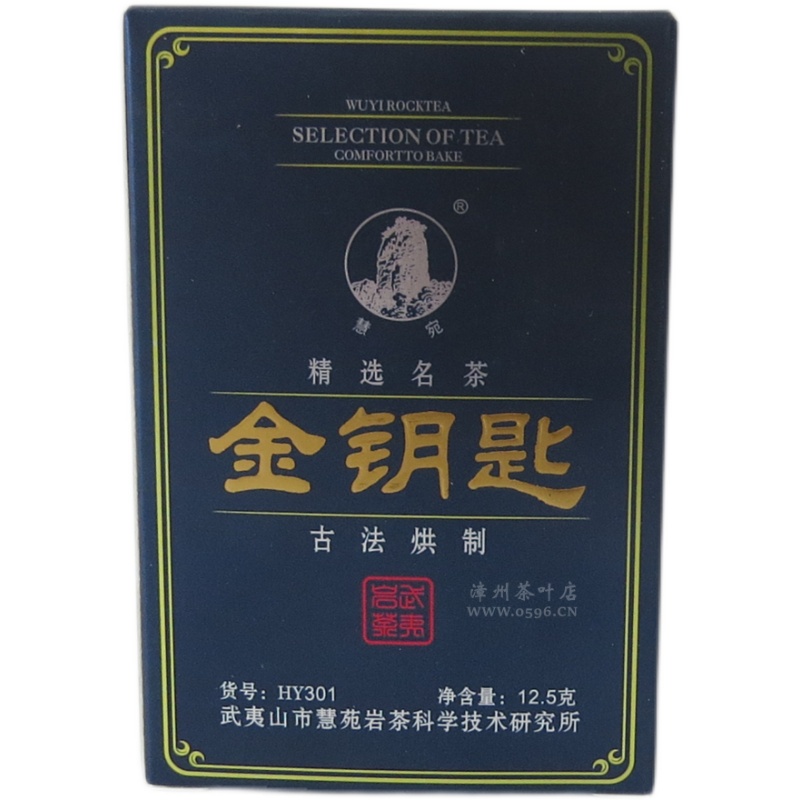 WUYI ROCKTEA
SELECTION OF TEA
COMFORTTO BAKE
®
慧 宛
精选名茶
金钥匙
古法烘制
武夷岩茶
漳州茶叶店
WWW.0596.CN
货号：HY301 净含量：12.5克
武夷山市慧苑岩茶科学技术研究所